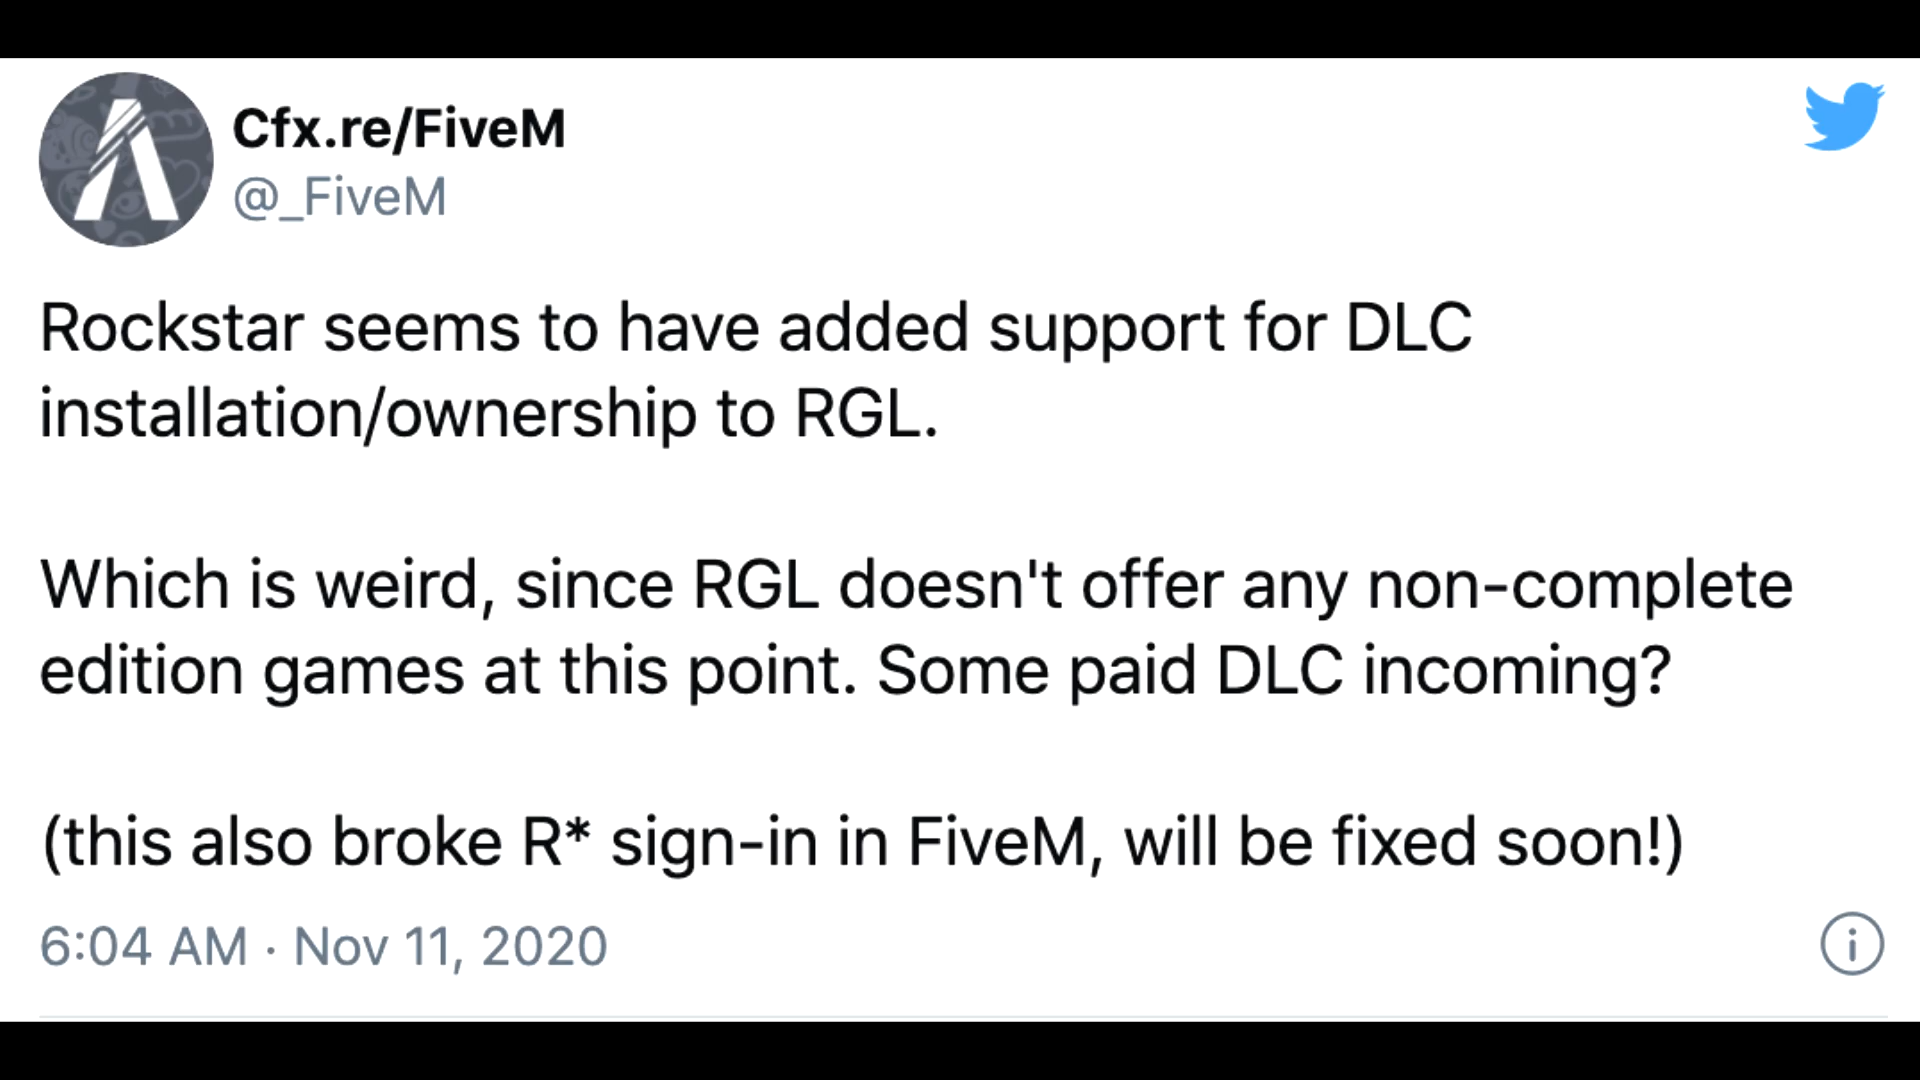 Cfx.re/FiveM
@_FiveM
Rockstar seems to have added support for DLC
installation/ownership to RGL.
Which is weird, since RGL doesn't offer any non-complete
edition games at this point. Some paid DLC incoming?
(this also broke R* sign-in in FiveM, will be fixed soon!)
6:04 AM · Nov 11, 2020